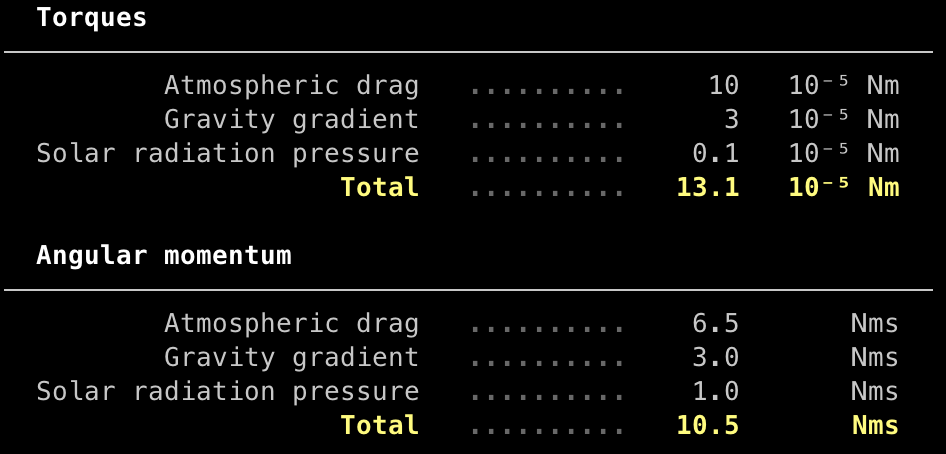 Torques
Atmospheric drag .......... 10 10⁻⁵ Nm
Gravity gradient .......... 3 10⁻⁵ Nm
Solar radiation pressure .......... 0.1 10⁻⁵ Nm
Total .......... 13.1 10⁻⁵ Nm
Angular momentum
Atmospheric drag .......... 6.5 Nms
Gravity gradient .......... 3.0 Nms
Solar radiation pressure .......... 1.0 Nms
Total .......... 10.5 Nms